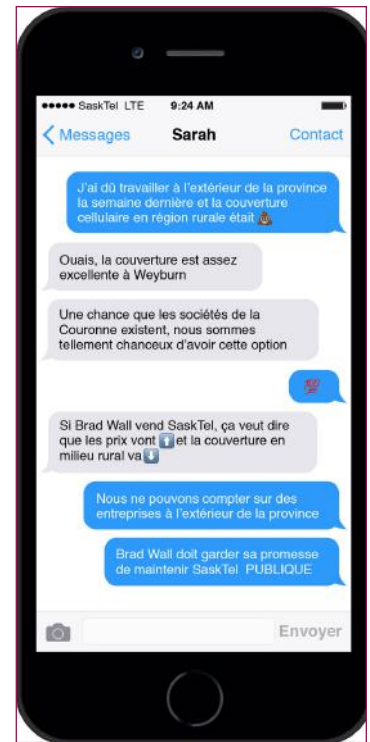 ●●●●● SaskTel LTE 9:24 AM
Messages Sarah Contact
J'ai dû travailler à l'extérieur de la province
la semaine dernière et la couverture
cellulaire en région rurale était 💩
Ouais, la couverture est assez
excellente à Weyburn
Une chance que les sociétés de la
Couronne existent, nous sommes
tellement chanceux d'avoir cette option
💯
Si Brad Wall vend SaskTel, ça veut dire
que les prix vont ⬆️ et la couverture en
milieu rural va ⬇️
Nous ne pouvons compter sur des
entreprises à l'extérieur de la province
Brad Wall doit garder sa promesse
de maintenir SaskTel PUBLIQUE
Envoyer